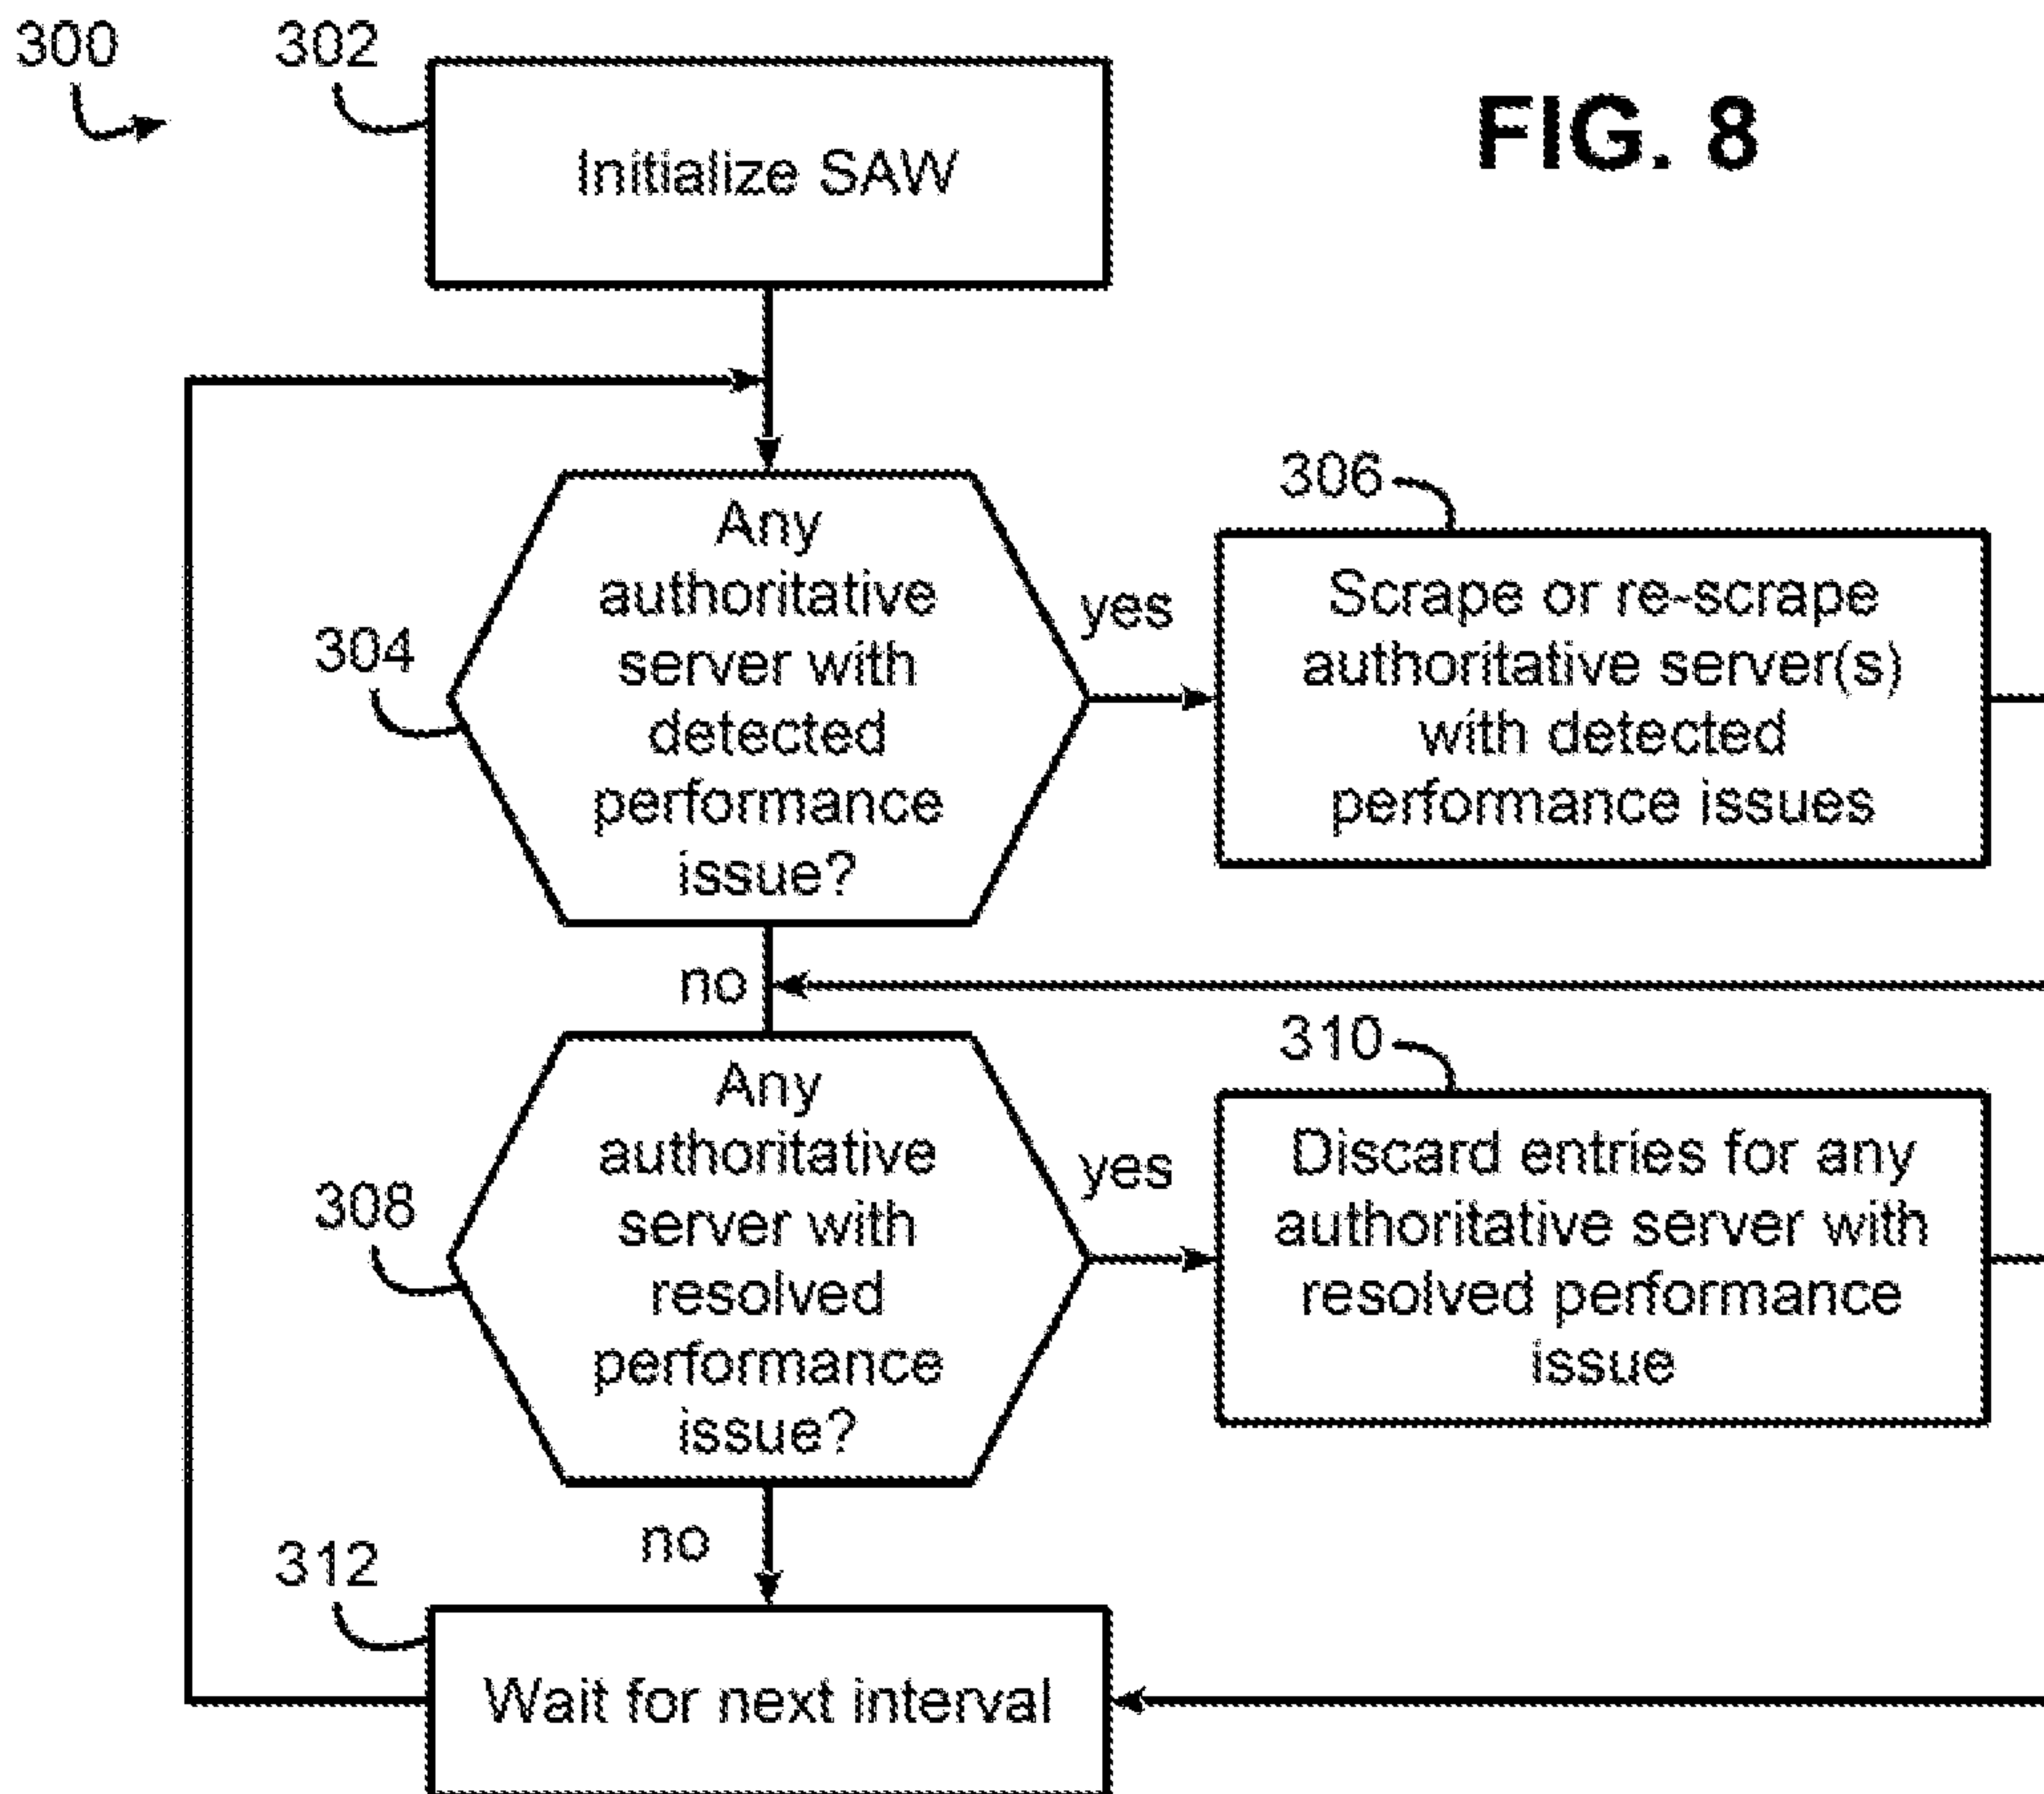 300
302
FIG. 8
Initialize SAW
304
Any
authoritative
server with
detected
performance
issue?
yes
306
Scrape or re-scrape
authoritative server(s)
with detected
performance issues
no
308
Any
authoritative
server with
resolved
performance
issue?
yes
310
Discard entries for any
authoritative server with
resolved performance
issue
no
312
Wait for next interval